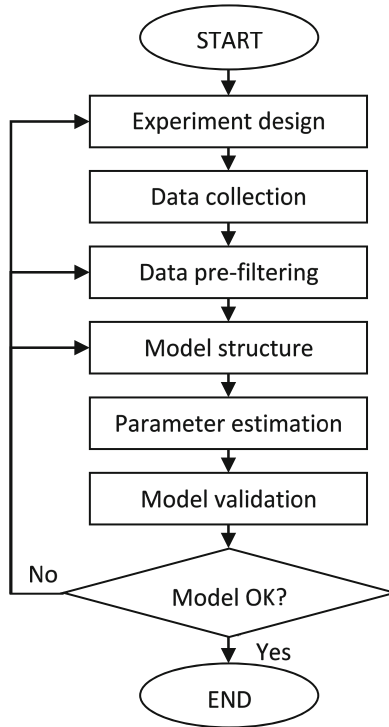 START
Experiment design
Data collection
Data pre-filtering
Model structure
Parameter estimation
Model validation
No
Model OK?
Yes
END